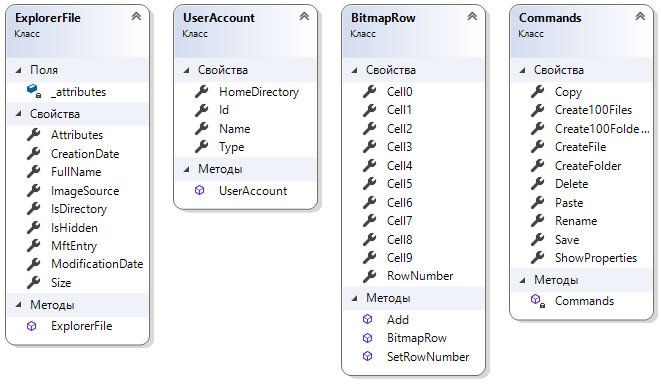 ExplorerFile
Класс
Поля
_attributes
Свойства
Attributes
CreationDate
FullName
ImageSource
IsDirectory
IsHidden
MftEntry
ModificationDate
Size
Методы
ExplorerFile
UserAccount
Класс
Свойства
HomeDirectory
Id
Name
Type
Методы
UserAccount
BitmapRow
Класс
Свойства
Cell0
Cell1
Cell2
Cell3
Cell4
Cell5
Cell6
Cell7
Cell8
Cell9
RowNumber
Методы
Add
BitmapRow
SetRowNumber
Commands
Класс
Свойства
Copy
Create100Files
Create100Folde...
CreateFile
CreateFolder
Delete
Paste
Rename
Save
ShowProperties
Методы
Commands